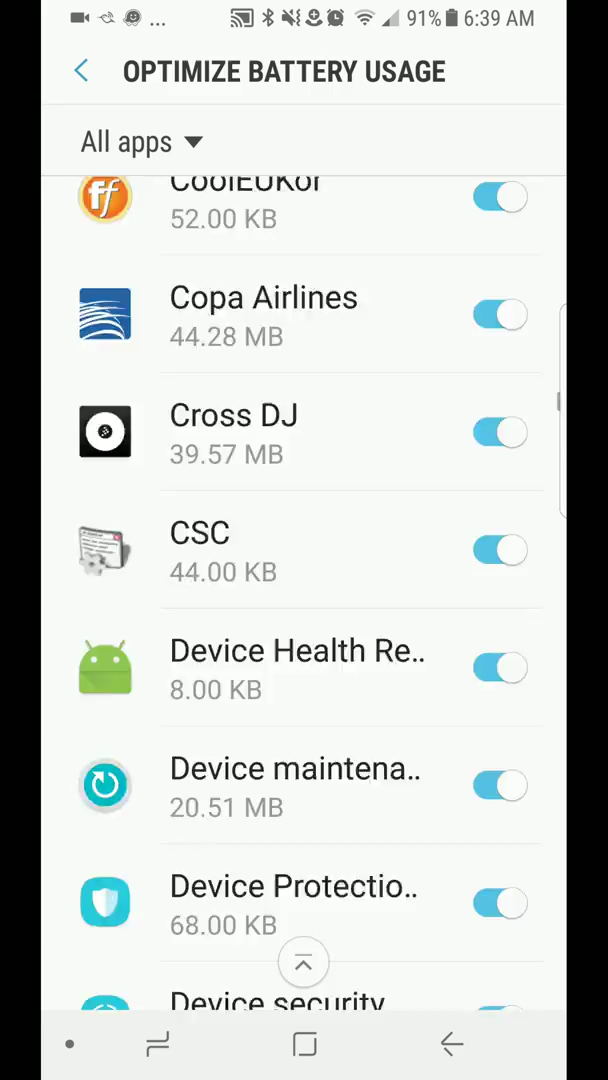 ... 91% 6:39 AM
OPTIMIZE BATTERY USAGE
All apps
CoolEUKor
52.00 KB
Copa Airlines
44.28 MB
Cross DJ
39.57 MB
CSC
44.00 KB
Device Health Re..
8.00 KB
Device maintena..
20.51 MB
Device Protectio..
68.00 KB
Device security